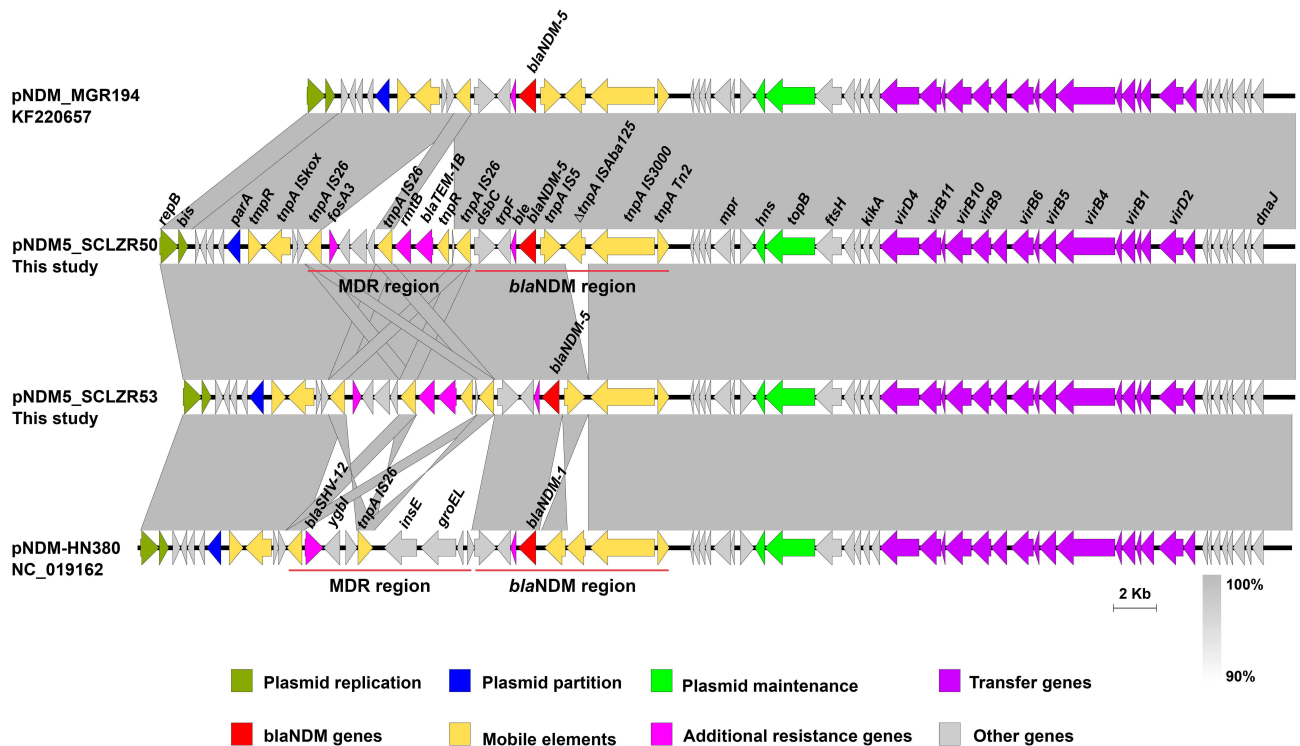 blaNDM-5
pNDM_MGR194
KF220657
repB
bis
parA
tmpR
tnpA ISkox
tnpA IS26
fosA3
tnpA IS26
rmtB
blaTEM-1B
tnpR
tnpA IS26
dsbC
trpF
ble
blaNDM-5
tnpA IS5
ΔtnpA ISAba125
tnpA IS3000
tnpA Tn2
mpr
hns
topB
ftsH
kikA
virD4
virB11
virB10
virB9
virB6
virB5
virB4
virB1
virD2
dnaJ
pNDM5_SCLZR50
This study
MDR region
blaNDM region
blaNDM-5
pNDM5_SCLZR53
This study
blaSHV-12
ygbI
tnpA IS26
insE
groEL
blaNDM-1
pNDM-HN380
NC_019162
MDR region
blaNDM region
2 Kb
100%
90%
Plasmid replication
Plasmid partition
Plasmid maintenance
Transfer genes
blaNDM genes
Mobile elements
Additional resistance genes
Other genes